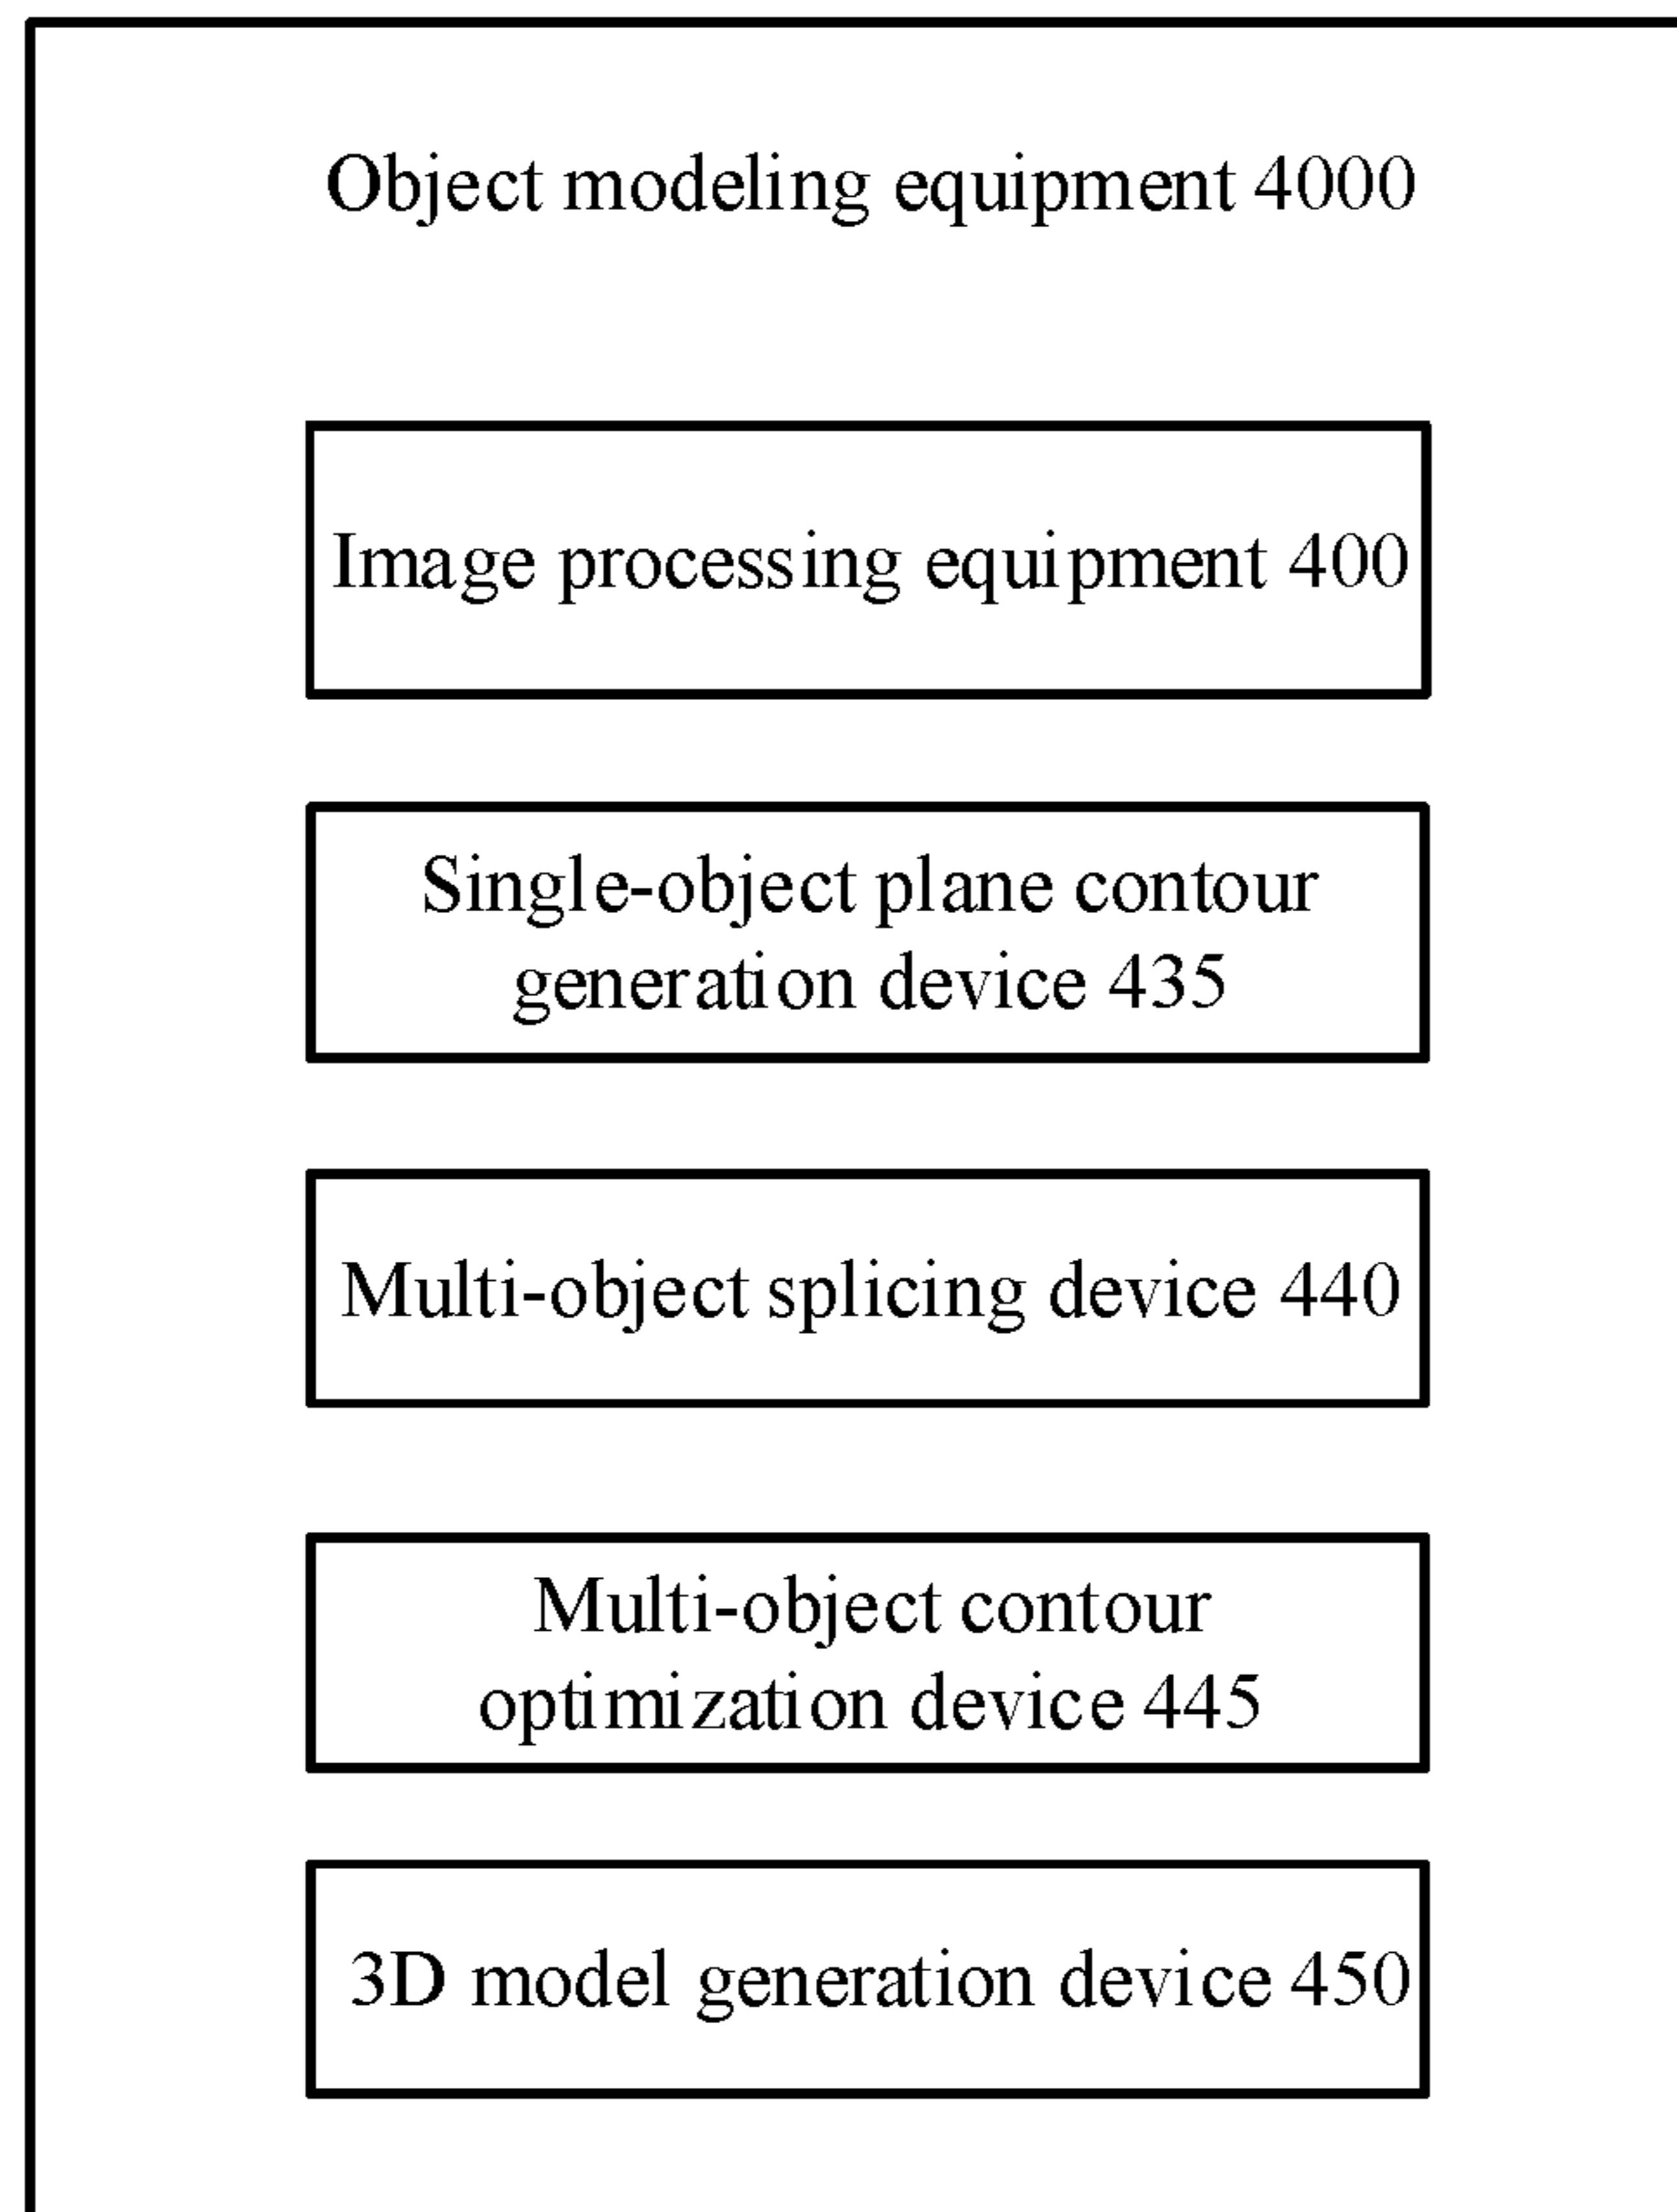 Object modeling equipment 4000
Image processing equipment 400
Single-object plane contour
generation device 435
Multi-object splicing device 440
Multi-object contour
optimization device 445
3D model generation device 450